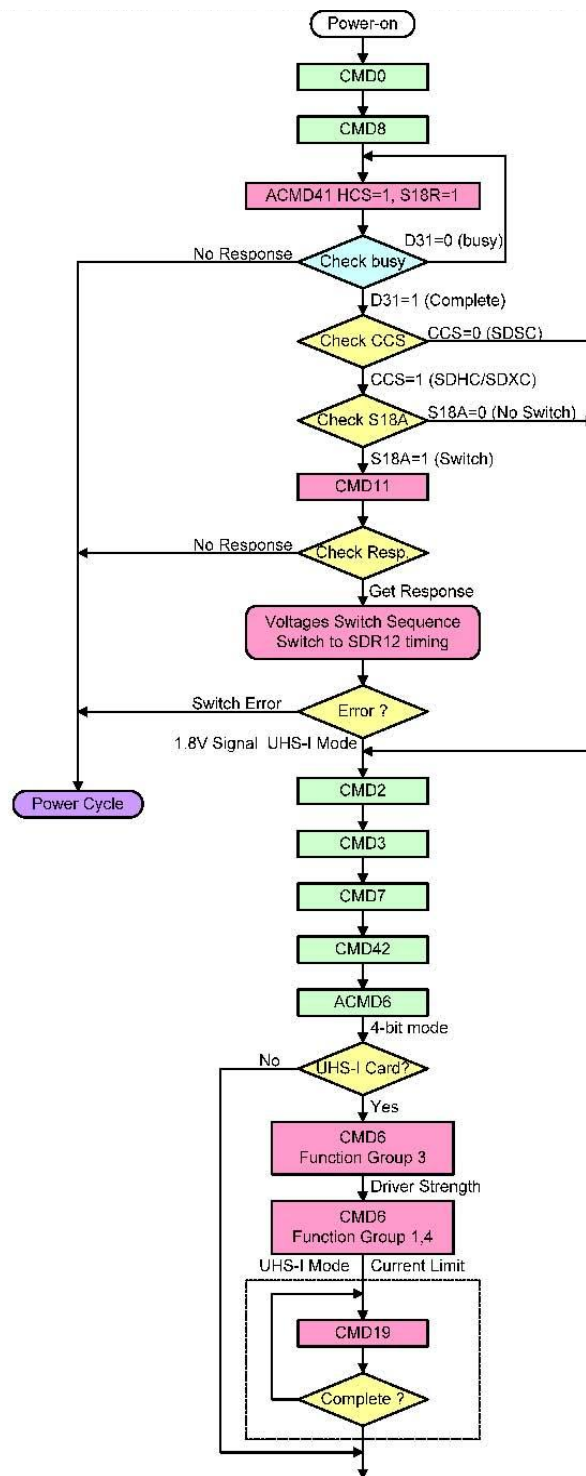 Power-on
CMD0
CMD8
ACMD41 HCS=1, S18R=1
D31=0 (busy)
No Response
Check busy
D31=1 (Complete)
Check CCS
CCS=0 (SDSC)
CCS=1 (SDHC/SDXC)
Check S18A
S18A=0 (No Switch)
S18A=1 (Switch)
CMD11
No Response
Check Resp.
Get Response
Voltages Switch Sequence
Switch to SDR12 timing
Switch Error
Error ?
1.8V Signal UHS-I Mode
CMD2
Power Cycle
CMD3
CMD7
CMD42
ACMD6
4-bit mode
No
UHS-I Card?
Yes
CMD6
Function Group 3
Driver Strength
CMD6
Function Group 1,4
UHS-I Mode
Current Limit
CMD19
Complete ?